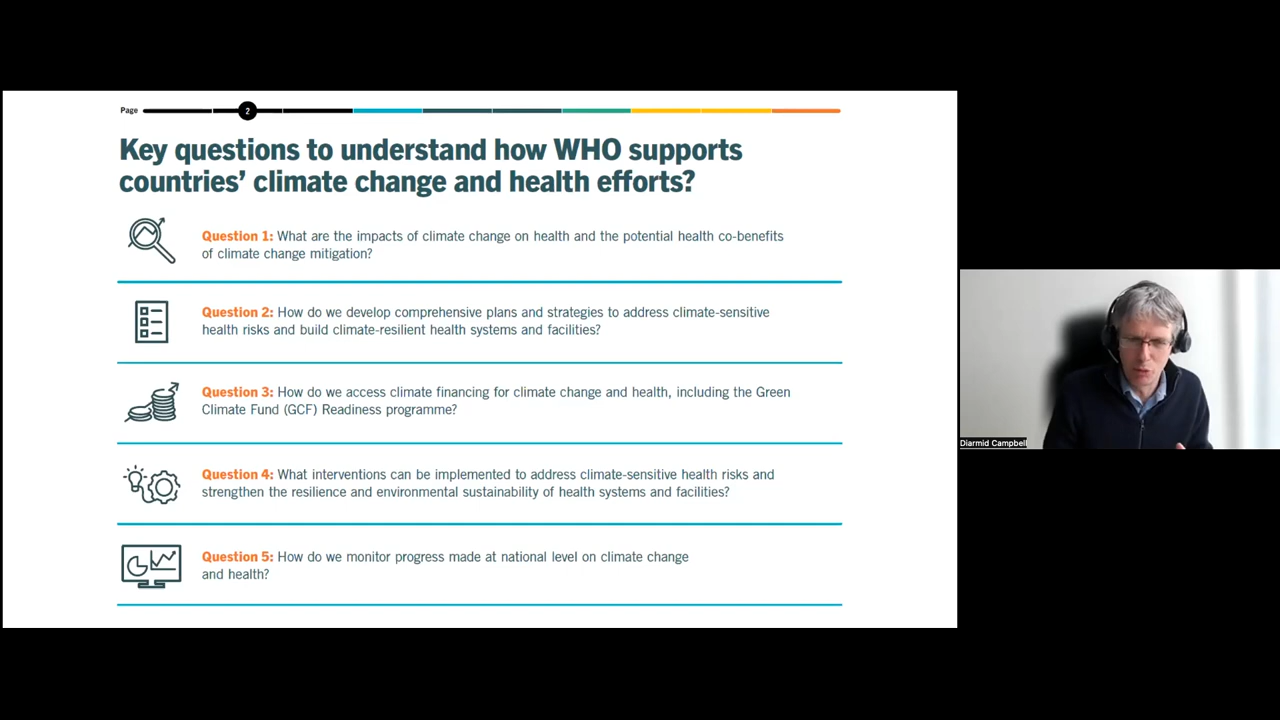 Page
2
Key questions to understand how WHO supports
countries’ climate change and health efforts?
Question 1: What are the impacts of climate change on health and the potential health co-benefits
of climate change mitigation?
Question 2: How do we develop comprehensive plans and strategies to address climate-sensitive
health risks and build climate-resilient health systems and facilities?
Question 3: How do we access climate financing for climate change and health, including the Green
Climate Fund (GCF) Readiness programme?
Question 4: What interventions can be implemented to address climate-sensitive health risks and
strengthen the resilience and environmental sustainability of health systems and facilities?
Question 5: How do we monitor progress made at national level on climate change
and health?
Diarmid Campbell